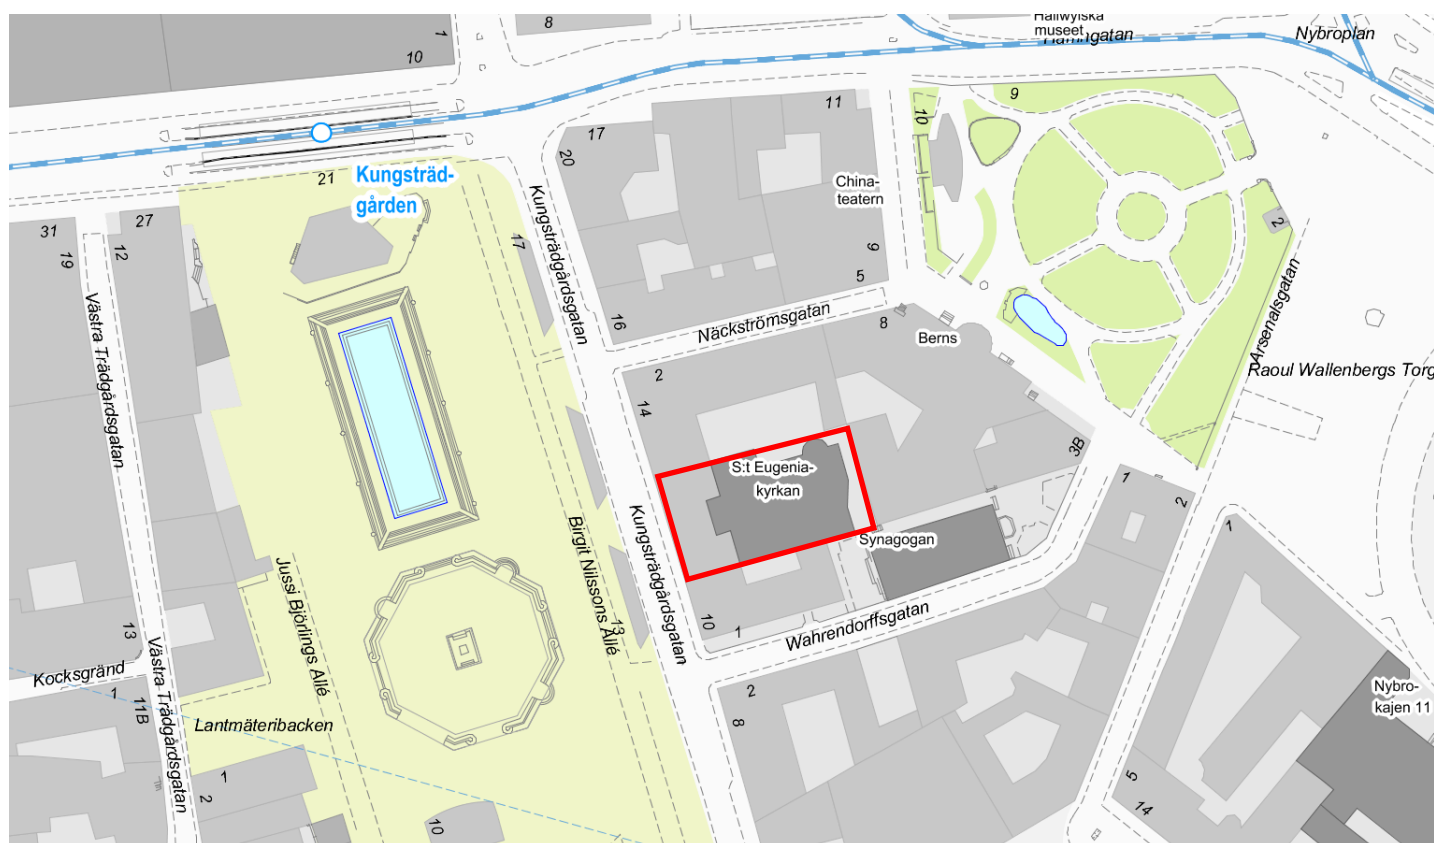 Hallwylska
museet
Hamngatan
Nybroplan
8
1
10
9
11
10
17
20
China-
teatern
Kungsträd-
gården
21
27
31
19
12
17
Kungsträdgårdsgatan
9
5
2
16
Näckströmsgatan
8
Berns
Arsenalsgatan
Raoul Wallenbergs Torg
Västra Trädgårdsgatan
2
14
3B
1
2
S:t Eugenia-
kyrkan
Synagogan
1
Kungsträdgårdsgatan
Birgit Nilssons Allé
Jussi Björlings Allé
13
10
1
Wahrendorffsgatan
13
Kocksgränd
Västra Trädgårdsgatan
1
11B
Lantmäteribacken
2
8
Nybro-
kajen 11
1
2
10
5
14